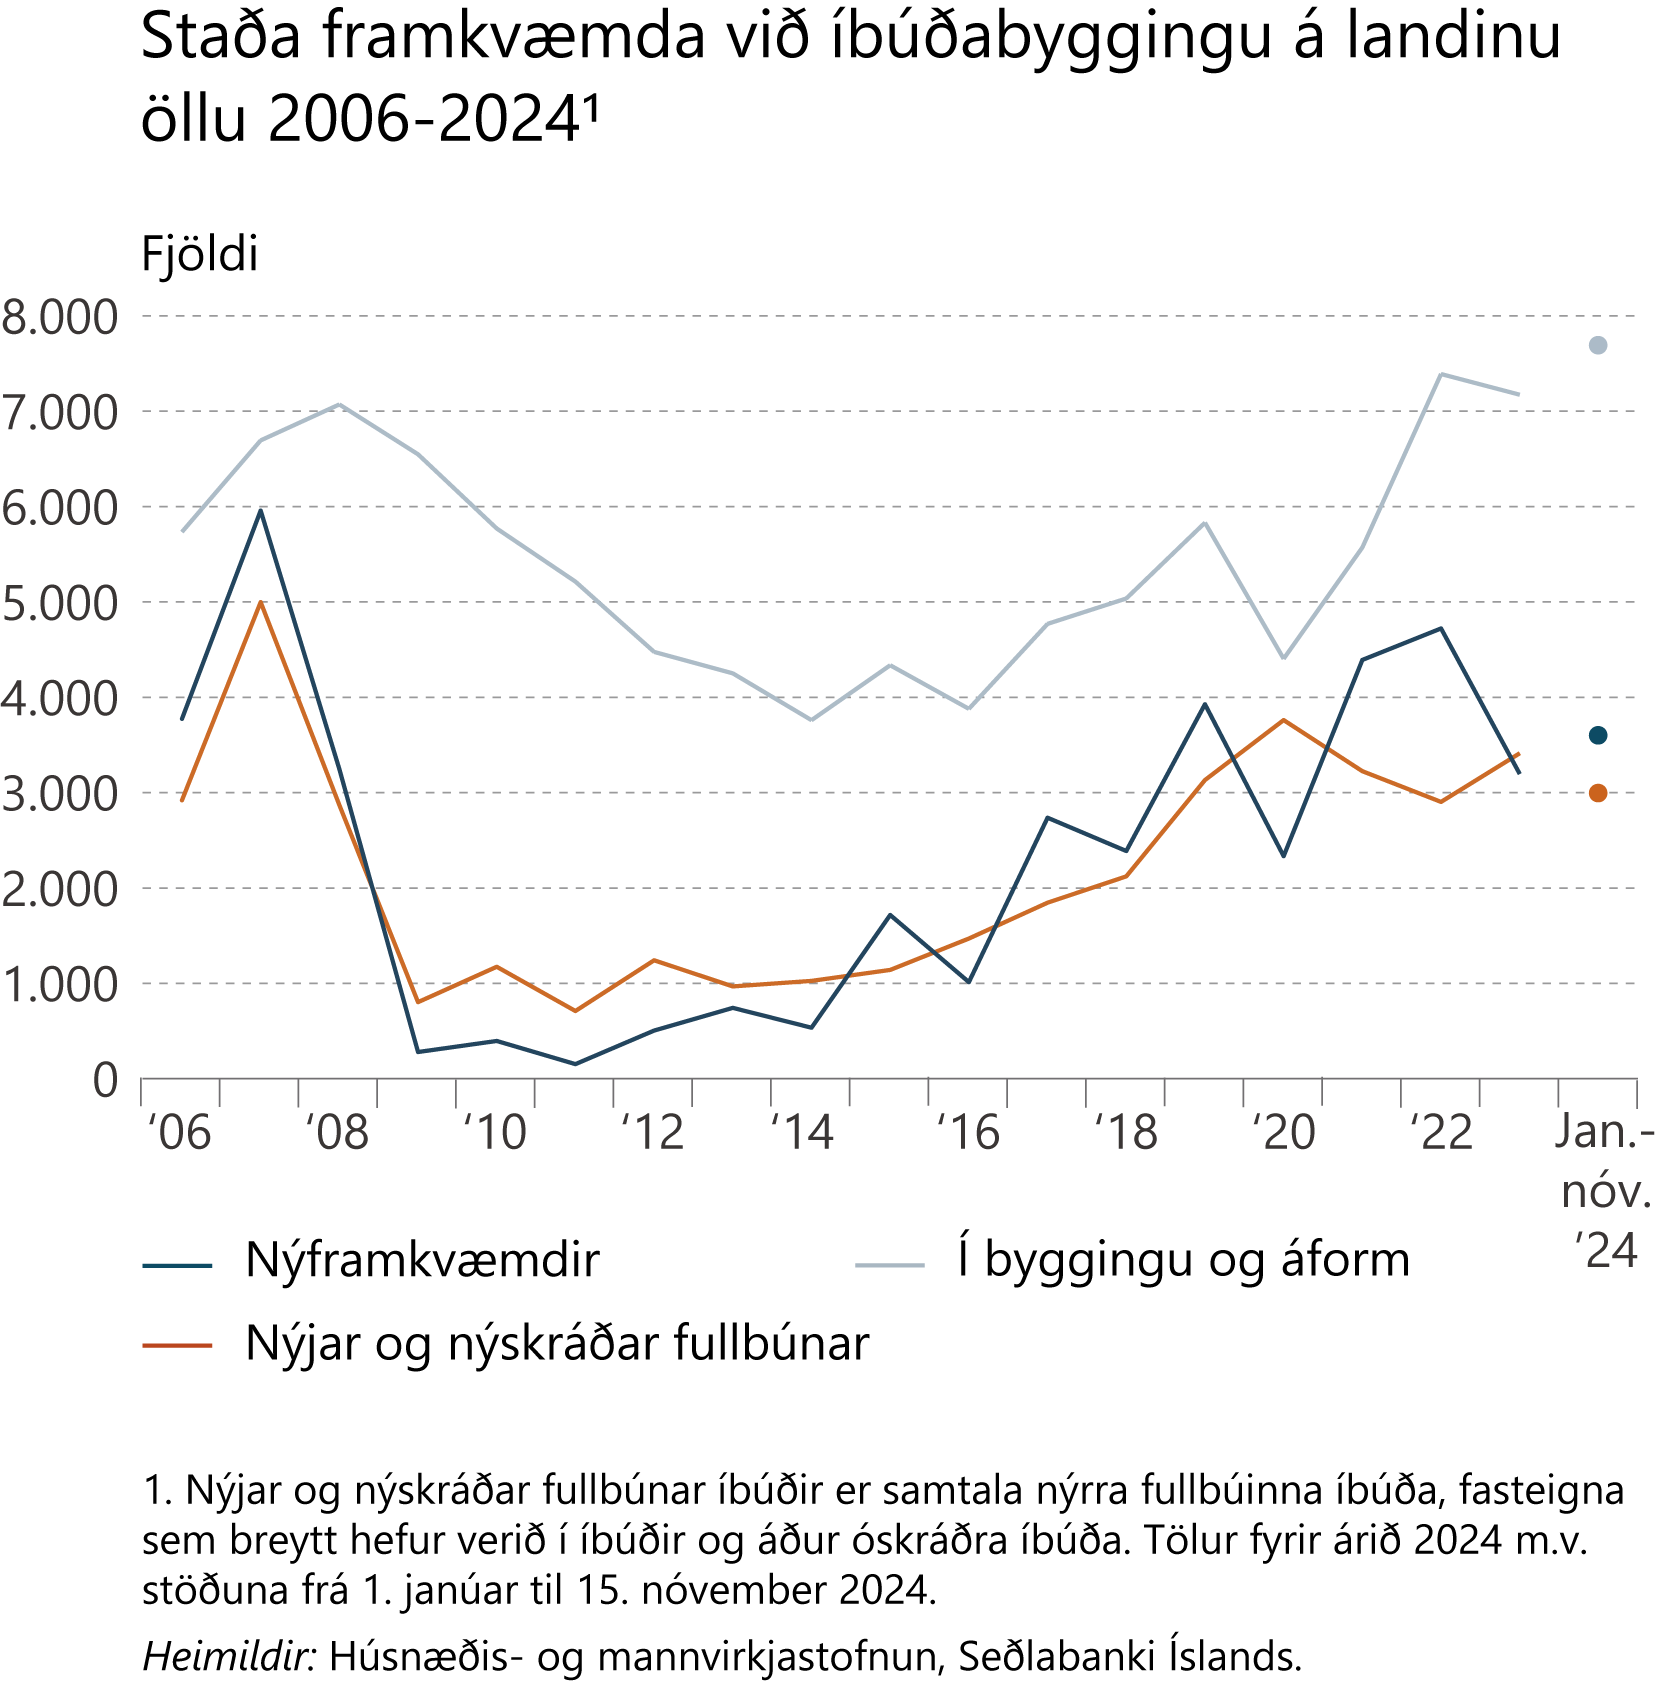 Staða framkvæmda við íbúðabyggingu á landinu
öllu 2006-2024¹
Fjöldi
8.000
7.000
6.000
5.000
4.000
3.000
2.000
1.000
0
‘06 ‘08 ‘10 ‘12 ‘14 ‘16 ‘18 ‘20 ‘22 Jan.-
nóv.
’24
Nýframkvæmdir
Í byggingu og áform
Nýjar og nýskráðar fullbúnar
1. Nýjar og nýskráðar fullbúnar íbúðir er samtala nýrra fullbúinna íbúða, fasteigna
sem breytt hefur verið í íbúðir og áður óskráðra íbúða. Tölur fyrir árið 2024 m.v.
stöðuna frá 1. janúar til 15. nóvember 2024.
Heimildir: Húsnæðis- og mannvirkjastofnun, Seðlabanki Íslands.